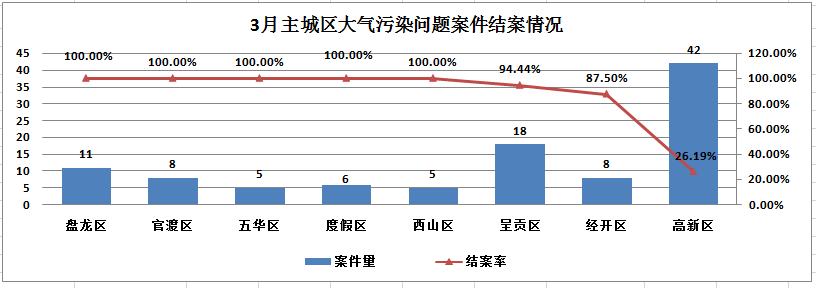 3月主城区大气污染问题案件结案情况
45 40 35 30 25 20 15 10 5 0
120.00% 100.00% 80.00% 60.00% 40.00% 20.00% 0.00%
100.00% 100.00% 100.00% 100.00% 100.00% 94.44% 87.50% 26.19%
11 8 5 6 5 18 8 42
盘龙区 官渡区 五华区 度假区 西山区 呈贡区 经开区 高新区
案件量 结案率